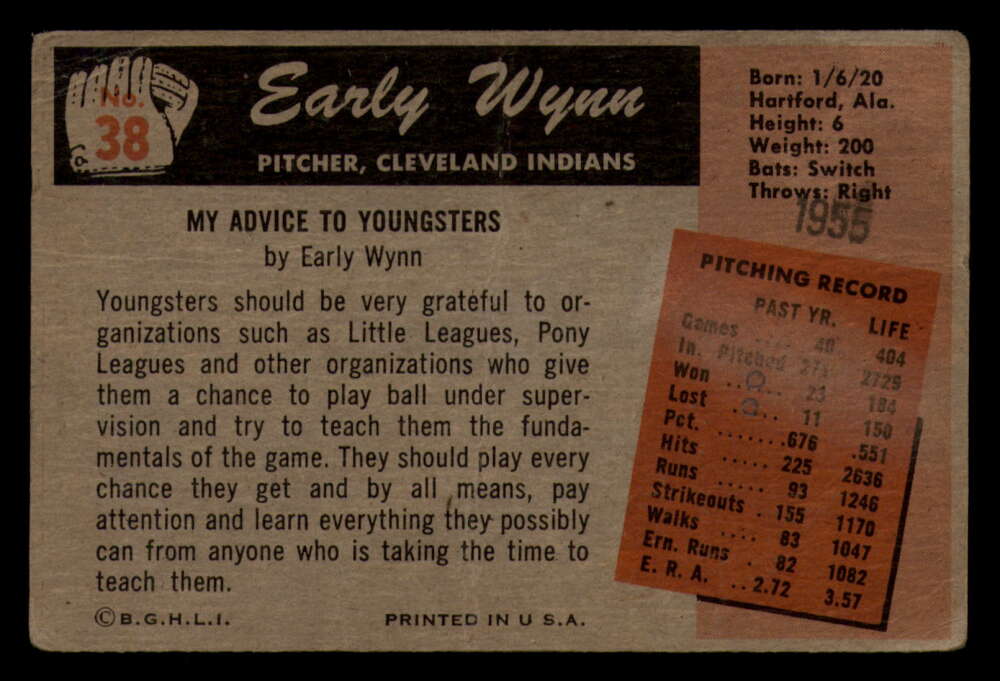 No.
38
Early Wynn
PITCHER, CLEVELAND INDIANS
Born: 1/6/20
Hartford, Ala.
Height: 6
Weight: 200
Bats: Switch
Throws: Right
1955
MY ADVICE TO YOUNGSTERS
by Early Wynn
Youngsters should be very grateful to or-
ganizations such as Little Leagues, Pony
Leagues and other organizations who give
them a chance to play ball under super-
vision and try to teach them the funda-
mentals of the game. They should play every
chance they get and by all means, pay
attention and learn everything they possibly
can from anyone who is taking the time to
teach them.
PITCHING RECORD
PAST YR. LIFE
Games .... 40 404
In. Pitched 271 2729
Won .... 23 184
Lost .... 11 150
Pct. .......676 .551
Hits ..... 225 2636
Runs ..... 93 1246
Strikeouts . 155 1170
Walks .... 83 1047
Ern. Runs . 82 1082
E. R. A. ..2.72 3.57
© B.G.H.L.I. PRINTED IN U S.A.